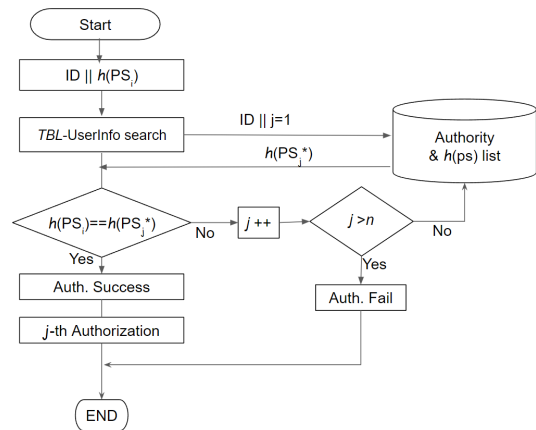 Start
ID || h(PSi)
TBL-UserInfo search
ID || j=1
Authority
& h(ps) list
h(PSj*)
h(PSi)==h(PSj*)
No
j ++
j >n
No
Yes
Yes
Auth. Success
Auth. Fail
j-th Authorization
END